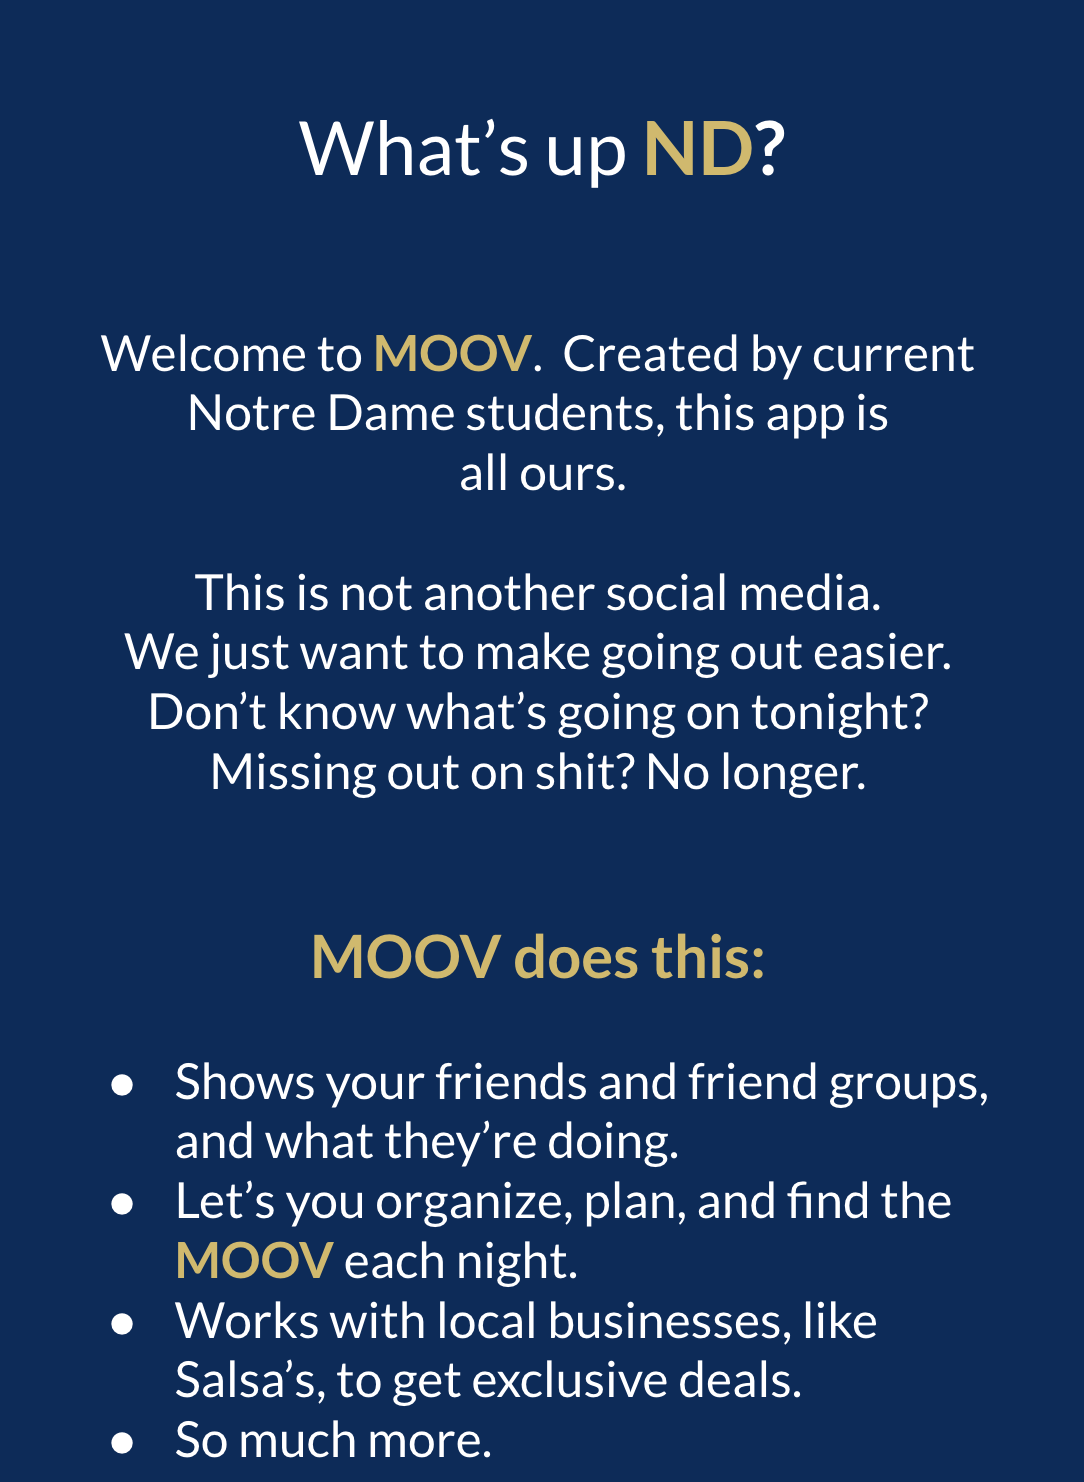 What’s up ND?
Welcome to MOOV.  Created by current
Notre Dame students, this app is
all ours.
This is not another social media.
We just want to make going out easier.
Don’t know what’s going on tonight?
Missing out on shit? No longer.
MOOV does this:
● Shows your friends and friend groups,
and what they’re doing.
● Let’s you organize, plan, and find the
MOOV each night.
● Works with local businesses, like
Salsa’s, to get exclusive deals.
● So much more.